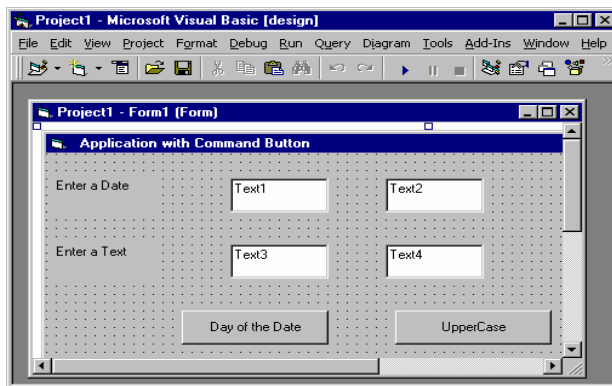 Project1 - Microsoft Visual Basic [design]
File Edit View Project Format Debug Run Query Diagram Tools Add-Ins Window Help
Project1 - Form1 (Form)
Application with Command Button
Enter a Date Text1 Text2
Enter a Text Text3 Text4
Day of the Date UpperCase